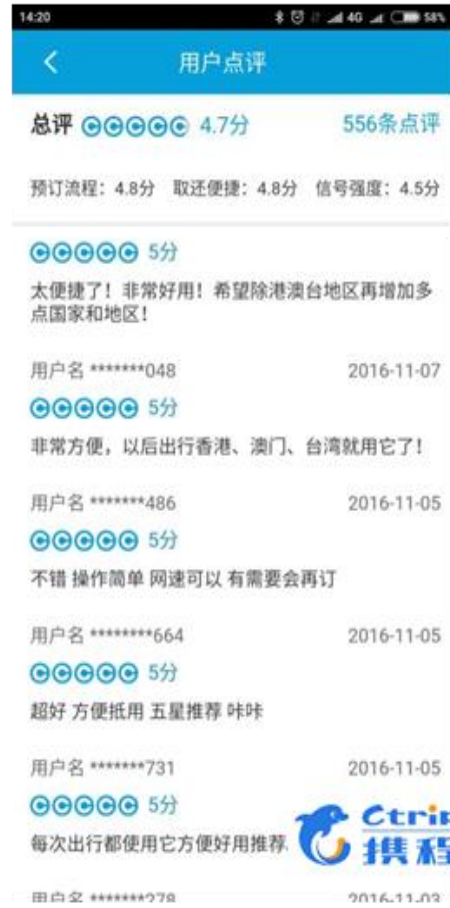 14:20 4G 58%
用户点评
总评 4.7分 556条点评
预订流程：4.8分 取还便捷：4.8分 信号强度：4.5分
5分
太便捷了！非常好用！希望除港澳台地区再增加多
点国家和地区！
用户名 *******048 2016-11-07
5分
非常方便，以后出行香港、澳门、台湾就用它了！
用户名 *******486 2016-11-05
5分
不错 操作简单 网速可以 有需要会再订
用户名 ********664 2016-11-05
5分
超好 方便抵用 五星推荐 咔咔
用户名 *******731 2016-11-05
5分
每次出行都使用它方便好用推荐.
Ctrip
携程
用户名 *******278 2016-11-03